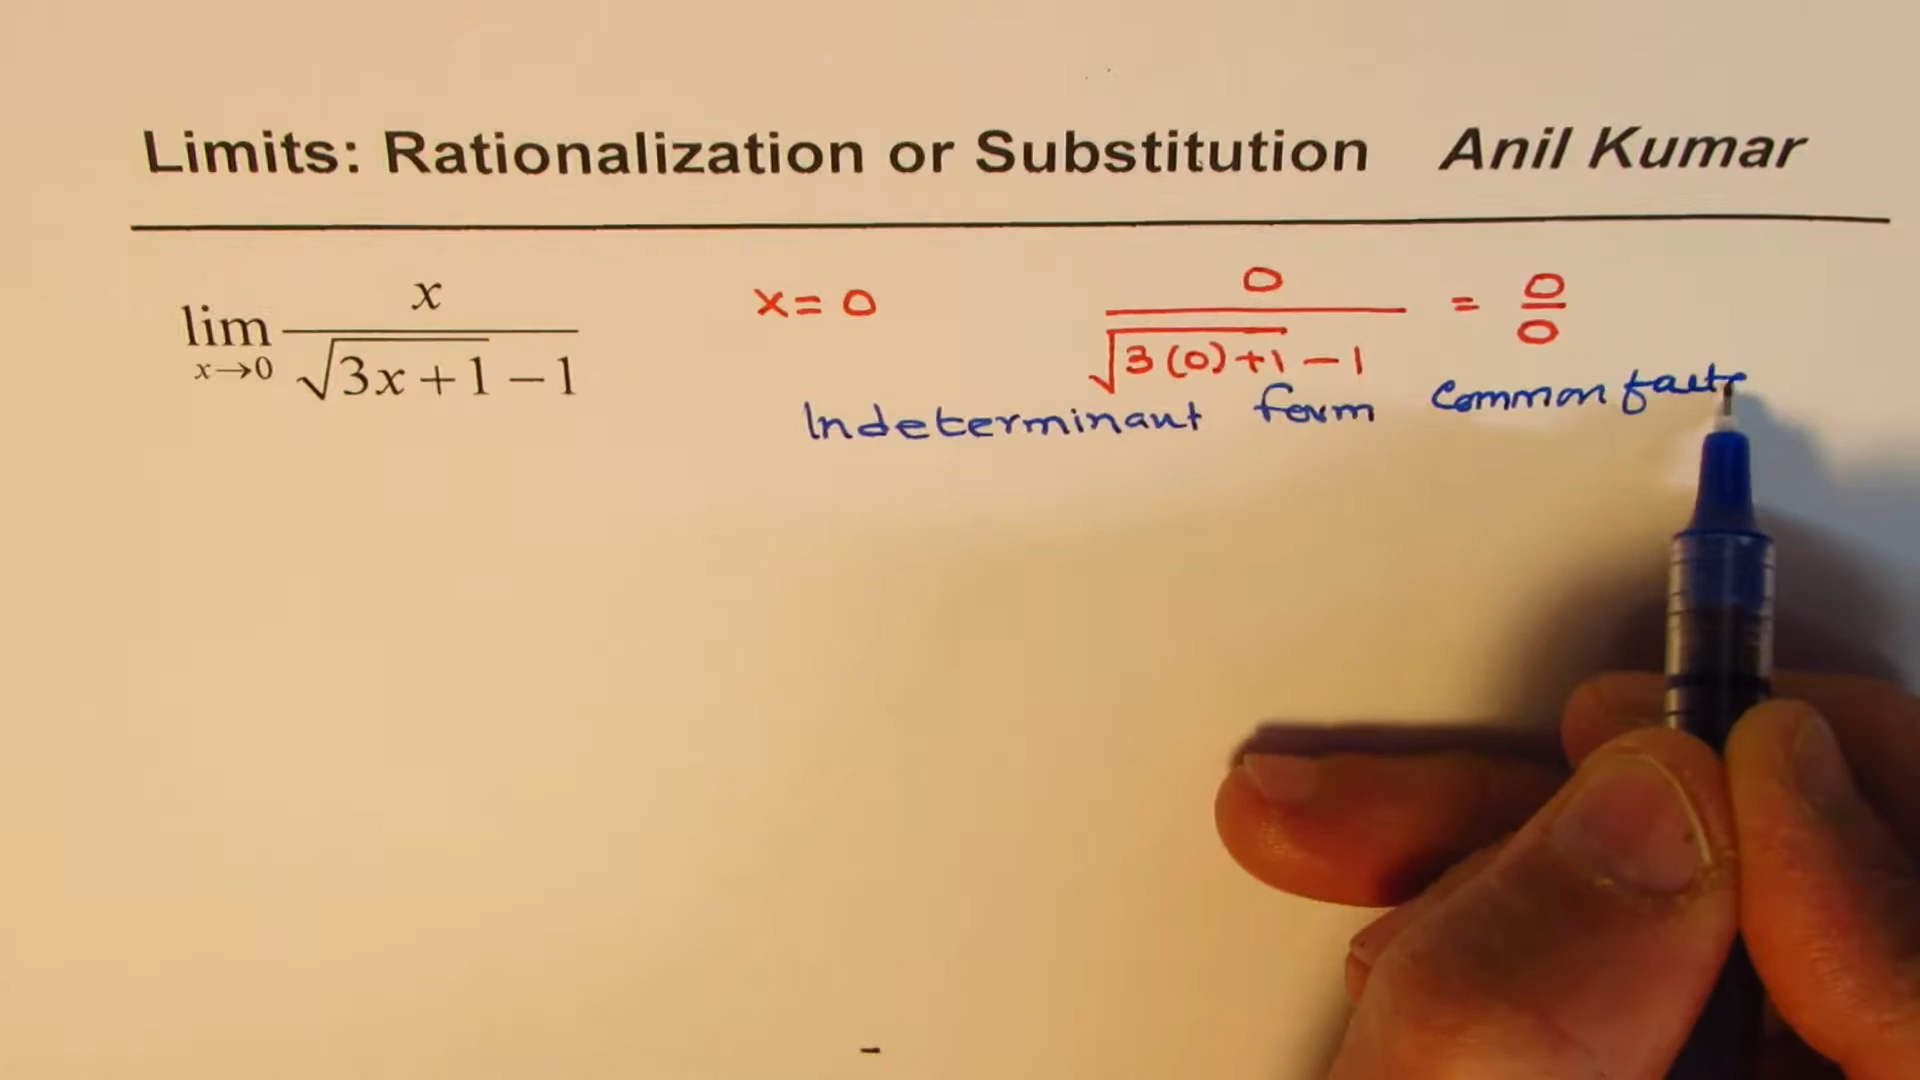 Limits: Rationalization or Substitution Anil Kumar
lim x→0 x / √3x+1 − 1
x = 0
0 / √3(0)+1 − 1 = 0/0
Indeterminant form Common facto